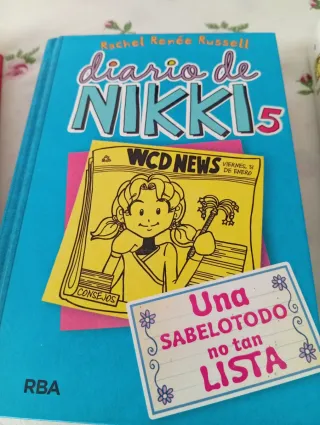 Rachel Renée Russell
diario de
NIKKI 5
WCD NEWS
VIERNES, 31
DE ENERO
CONSEJOS
Una
SABELOTODO
no tan
LISTA
RBA